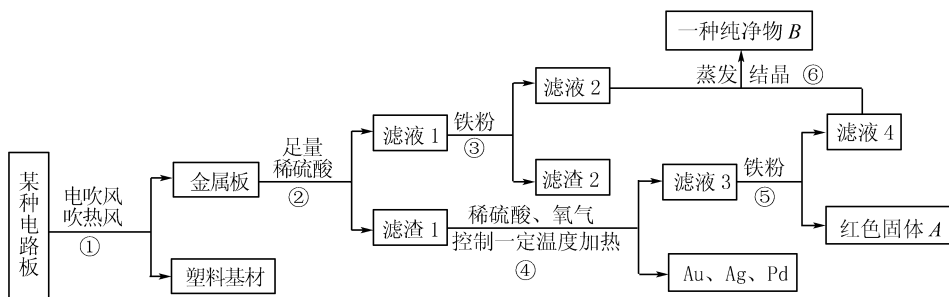 某种电路板
电吹风
吹热风
①
金属板
塑料基材
足量
稀硫酸
②
滤液 1
滤渣 1
铁粉
③
滤液 2
滤渣 2
稀硫酸、氧气
控制一定温度加热
④
滤液 3
Au、Ag、Pd
铁粉
⑤
滤液 4
红色固体 A
蒸发 结晶 ⑥
一种纯净物 B